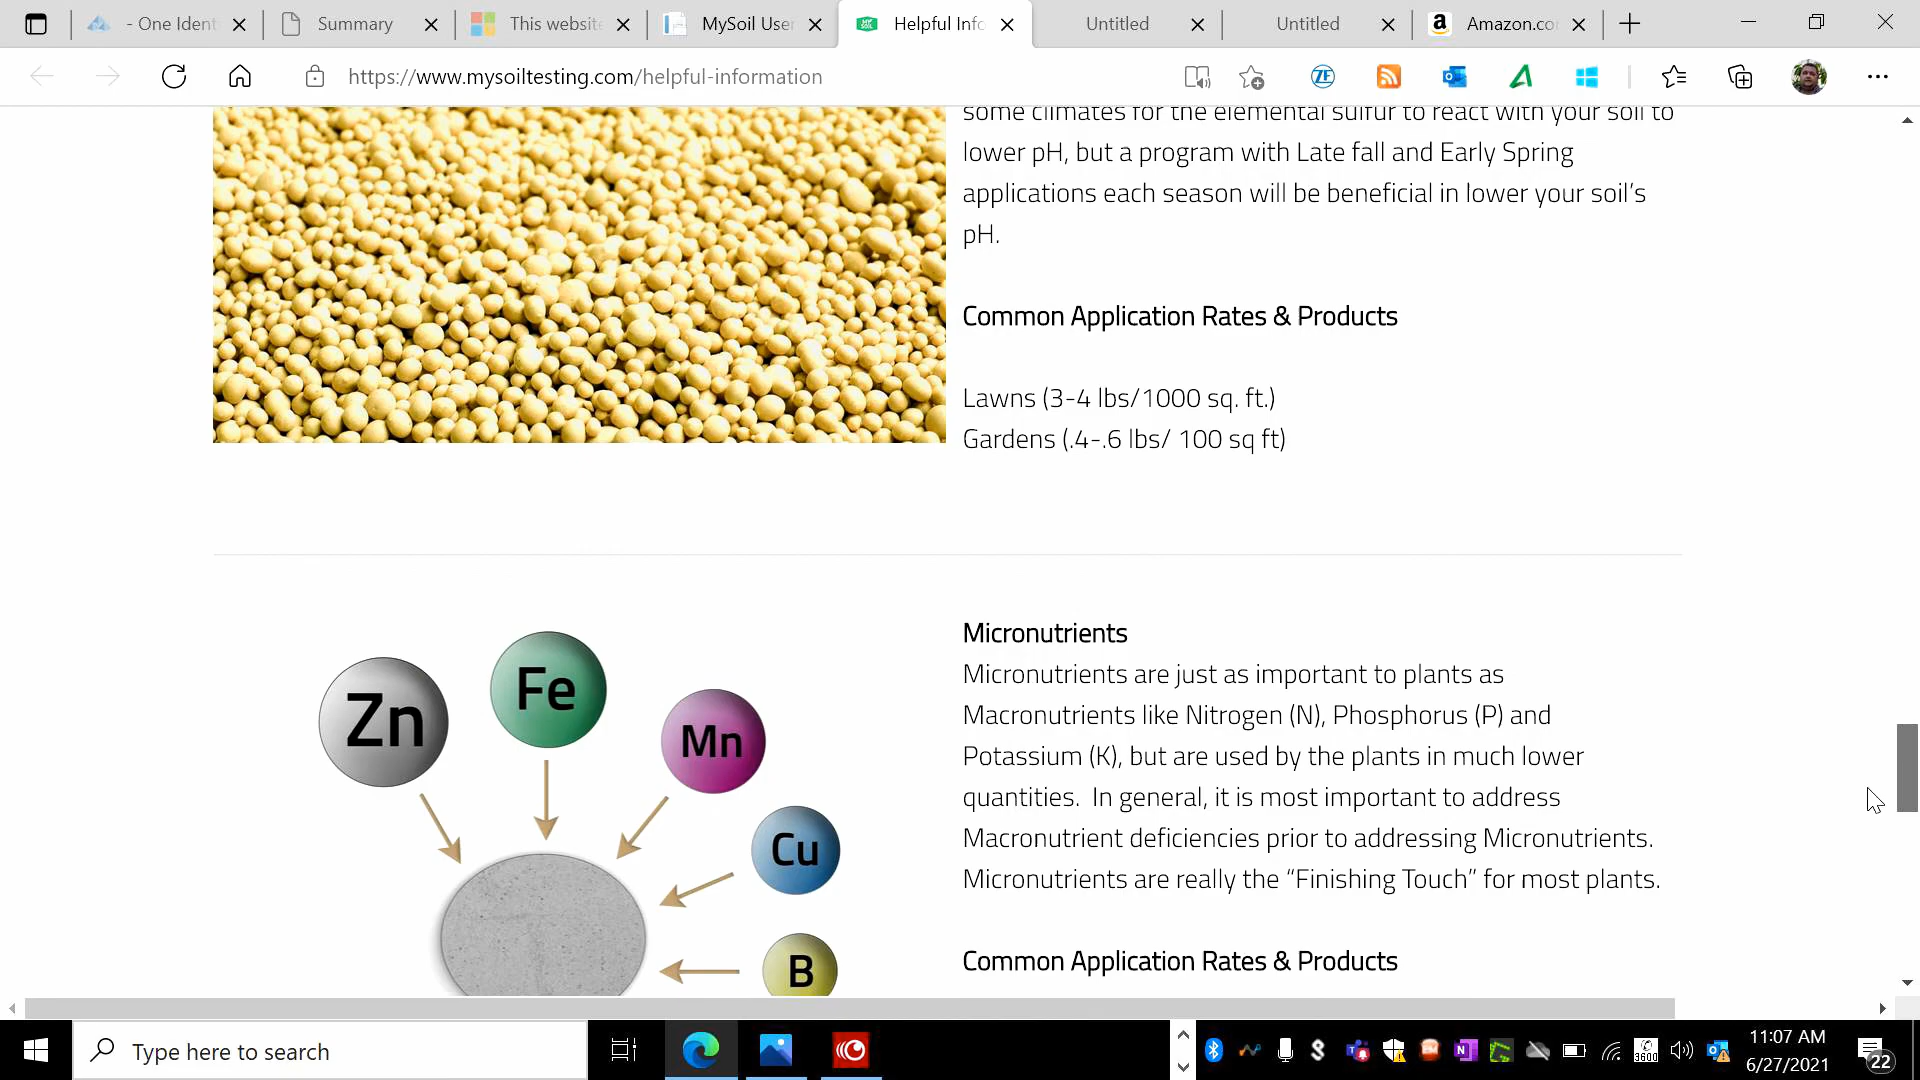 - One Identi
Summary
This website
MySoil User
Helpful Info
Untitled
Untitled
Amazon.co
https://www.mysoiltesting.com/helpful-information
some climates for the elemental sulfur to react with your soil to
lower pH, but a program with Late fall and Early Spring
applications each season will be beneficial in lower your soil's
pH.
Common Application Rates & Products
Lawns (3-4 lbs/1000 sq. ft.)
Gardens (.4-.6 lbs/ 100 sq ft)
Zn
Fe
Mn
Cu
B
Micronutrients
Micronutrients are just as important to plants as
Macronutrients like Nitrogen (N), Phosphorus (P) and
Potassium (K), but are used by the plants in much lower
quantities.  In general, it is most important to address
Macronutrient deficiencies prior to addressing Micronutrients.
Micronutrients are really the “Finishing Touch” for most plants.
Common Application Rates & Products
Type here to search
3600
11:07 AM
6/27/2021
22